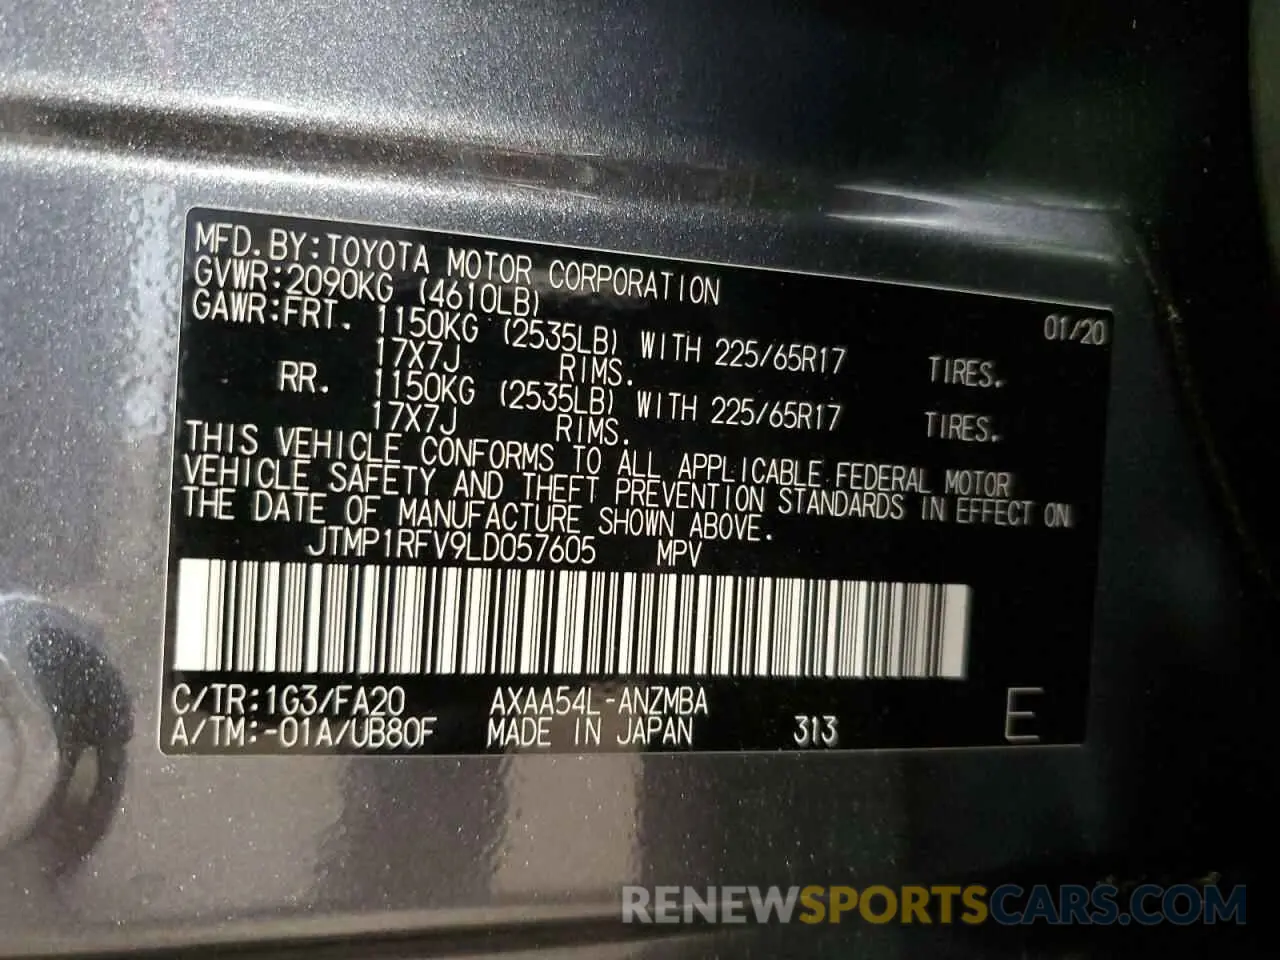 MFD.BY:TOYOTA MOTOR CORPORATION 01/20
GVWR:2090KG (4610LB)
GAWR:FRT. 1150KG (2535LB) WITH 225/65R17 TIRES.
17X7J RIMS.
RR. 1150KG (2535LB) WITH 225/65R17 TIRES.
17X7J RIMS.
THIS VEHICLE CONFORMS TO ALL APPLICABLE FEDERAL MOTOR
VEHICLE SAFETY AND THEFT PREVENTION STANDARDS IN EFFECT ON
THE DATE OF MANUFACTURE SHOWN ABOVE.
JTMP1RFV9LD057605 MPV
C/TR:1G3/FA20 AXAA54L-ANZMBA
A/TM:-01A/UB80F MADE IN JAPAN 313 E
RENEWSPORTSCARS.COM